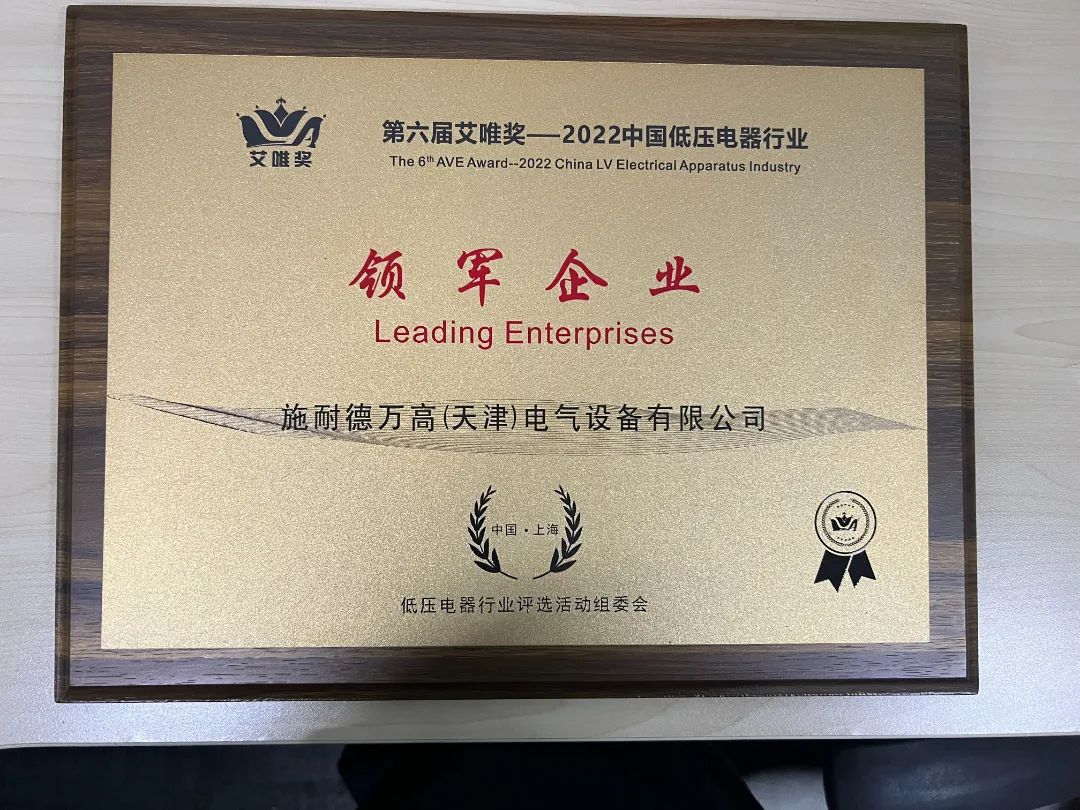 艾唯奖
第六届艾唯奖——2022中国低压电器行业
The 6th AVE Award--2022 China LV Electrical Apparatus Industry
领军企业
Leading Enterprises
施耐德万高(天津)电气设备有限公司
中国·上海
低压电器行业评选活动组委会